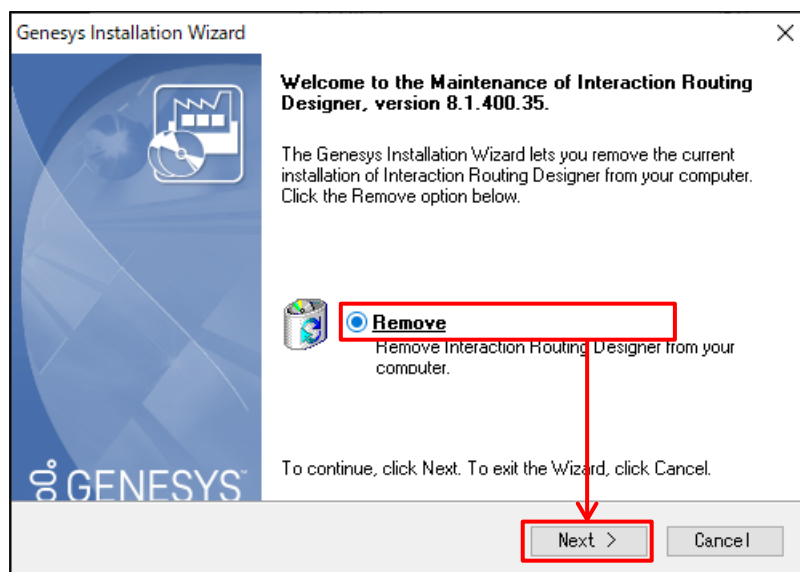 Genesys Installation Wizard
Welcome to the Maintenance of Interaction Routing
Designer, version 8.1.400.35.
The Genesys Installation Wizard lets you remove the current
installation of Interaction Routing Designer from your computer.
Click the Remove option below.
Remove
Remove Interaction Routing Designer from your
computer.
To continue, click Next. To exit the Wizard, click Cancel.
GENESYS™
Next >
Cancel